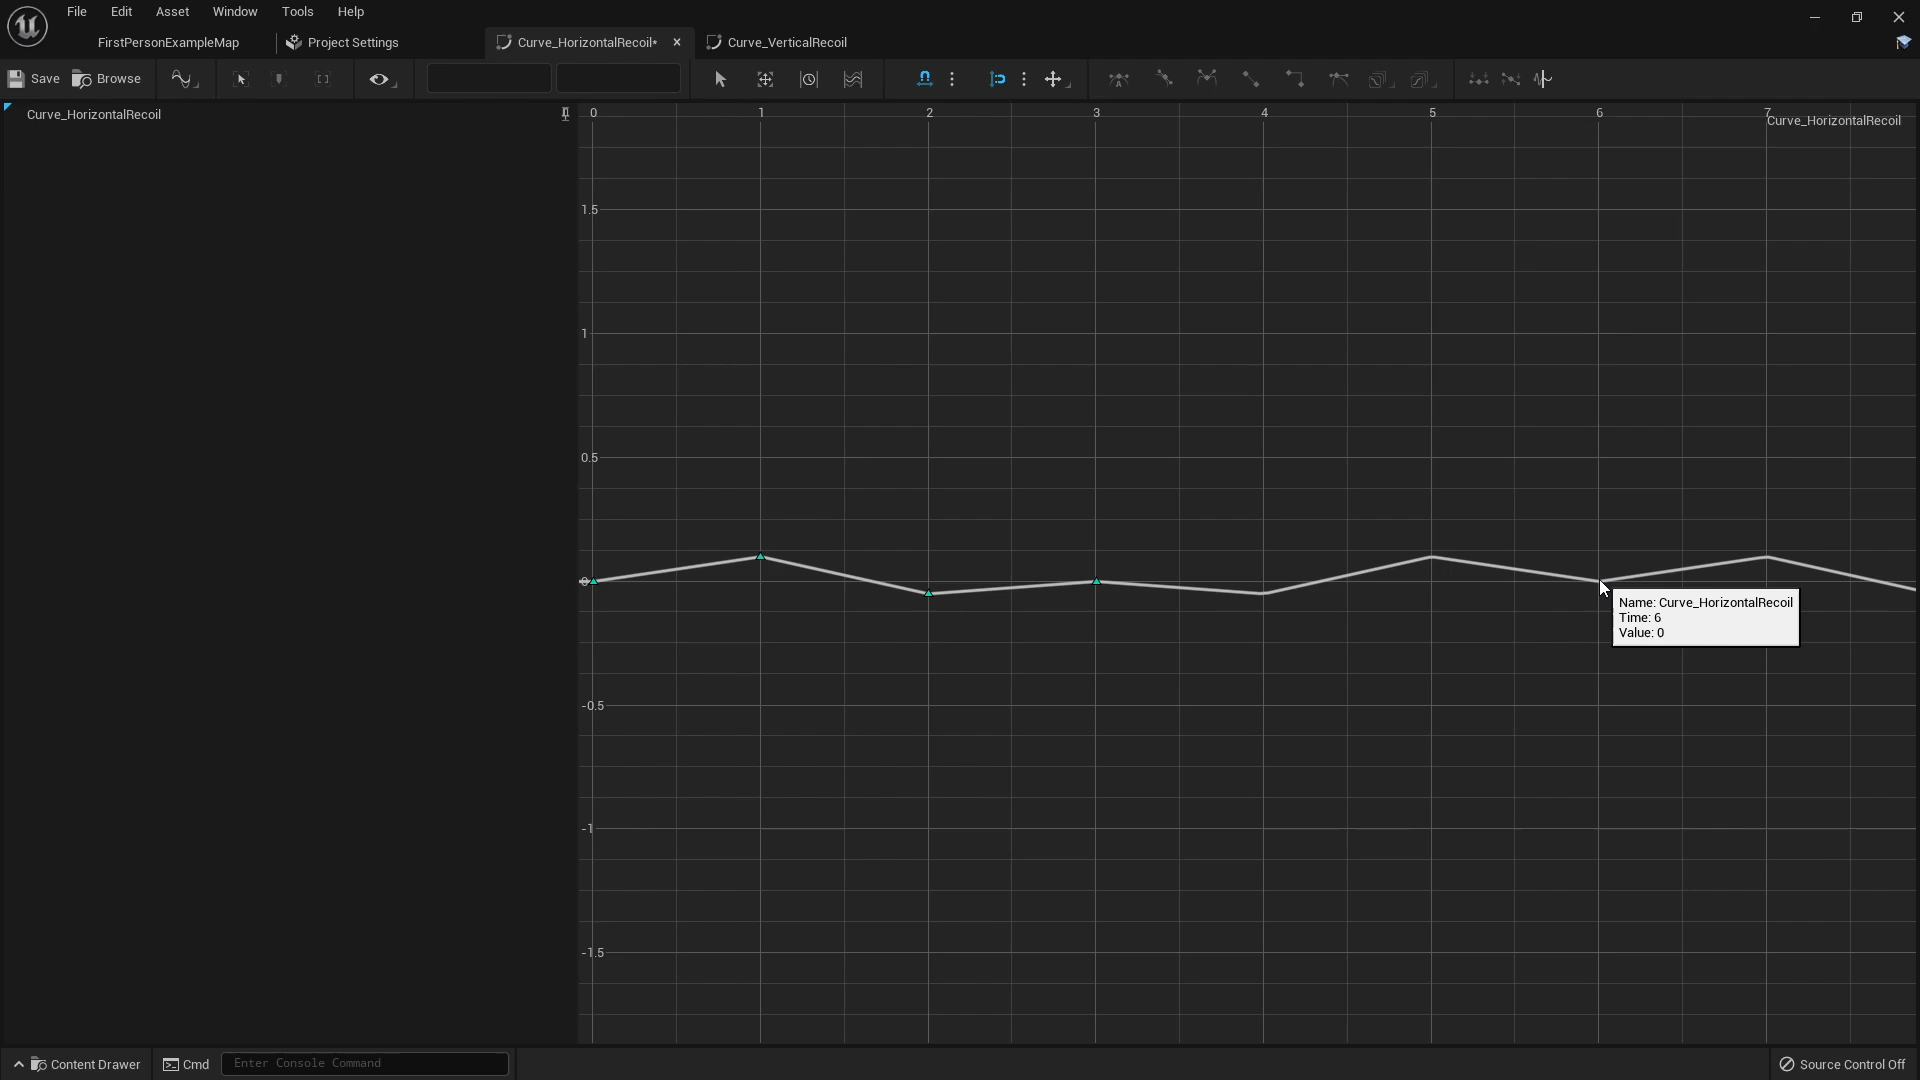 File Edit Asset Window Tools Help
FirstPersonExampleMap Project Settings Curve_HorizontalRecoil* Curve_VerticalRecoil
Save Browse
Curve_HorizontalRecoil
0 1 2 3 4 5 6 7
Curve_HorizontalRecoil
1.5
1
0.5
0
-0.5
-1
-1.5
Name: Curve_HorizontalRecoil
Time: 6
Value: 0
Content Drawer Cmd Enter Console Command Source Control Off